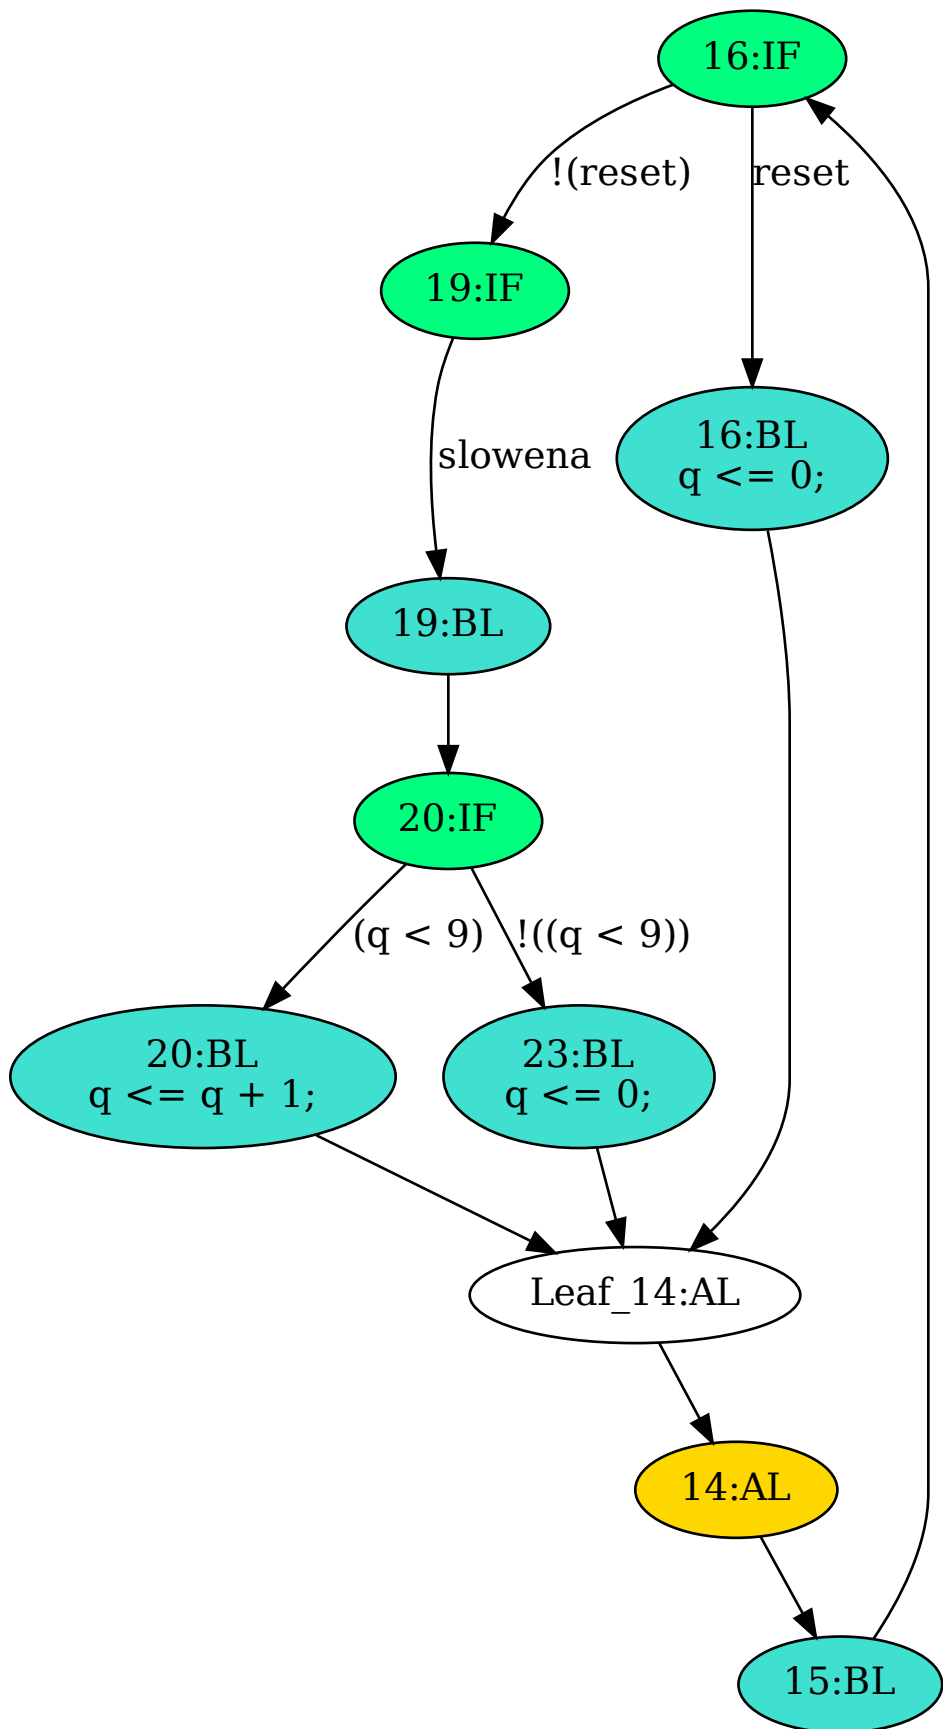 16:IF
!(reset)
reset
19:IF
16:BL
q <= 0;
slowena
19:BL
20:IF
(q < 9)
!((q < 9))
20:BL
q <= q + 1;
23:BL
q <= 0;
Leaf_14:AL
14:AL
15:BL